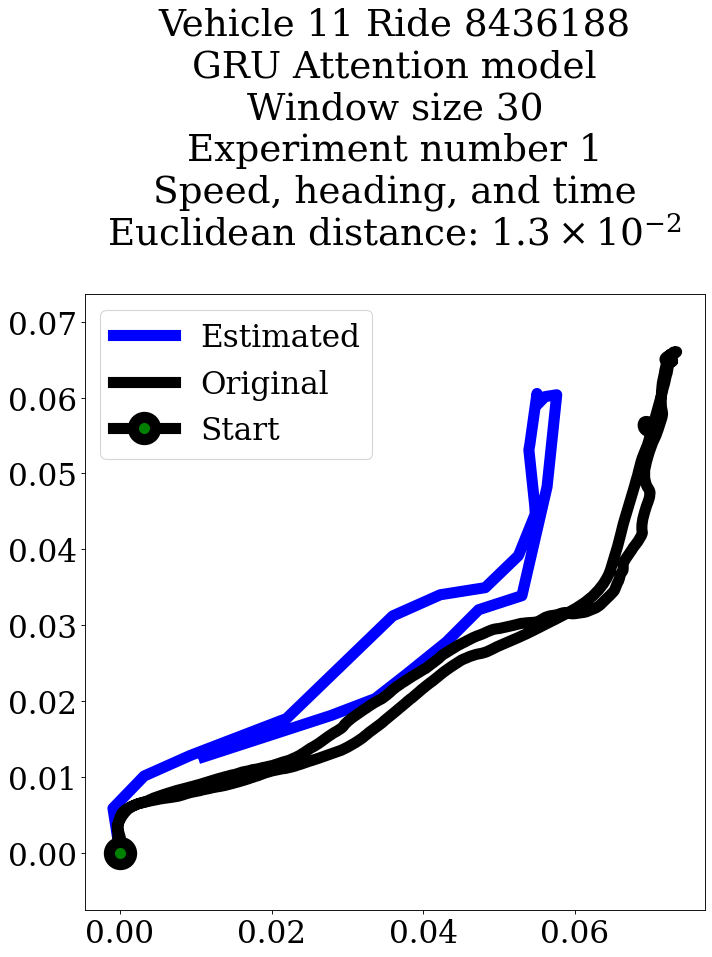 Vehicle 11 Ride 8436188
GRU Attention model
Window size 30
Experiment number 1
Speed, heading, and time
Euclidean distance: 1.3 × 10⁻²
0.07
0.06
0.05
0.04
0.03
0.02
0.01
0.00
Estimated
Original
Start
0.00 0.02 0.04 0.06